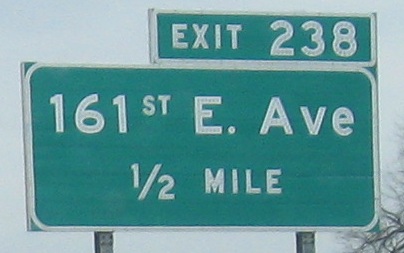 EXIT 238
161ST E. Ave
1/2 MILE